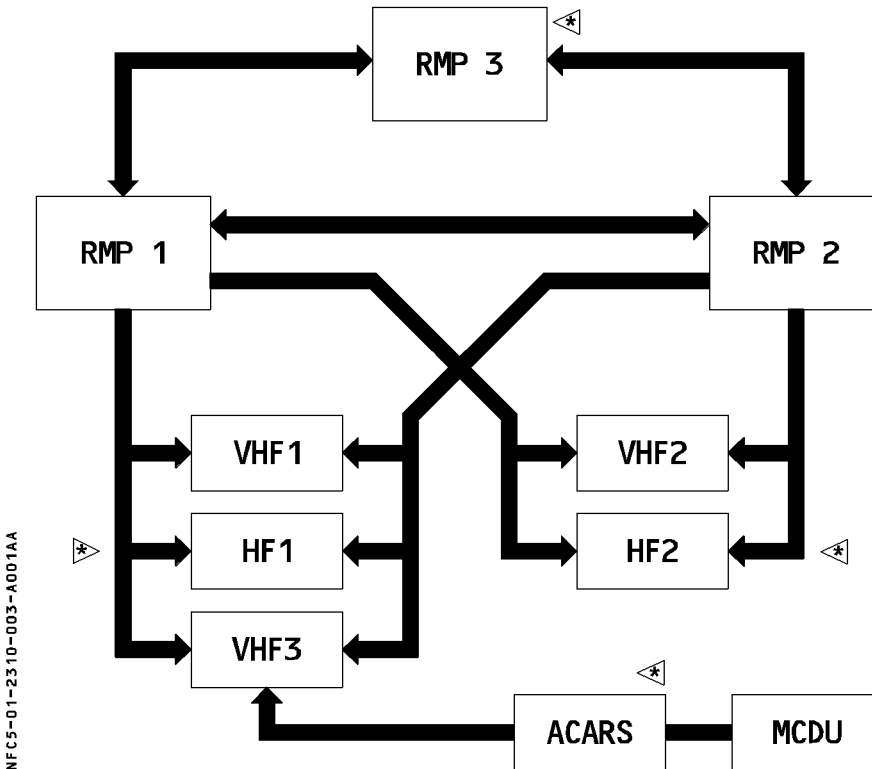 RMP 3
*
RMP 1
RMP 2
VHF1
VHF2
*
HF1
HF2
*
VHF3
*
ACARS
MCDU
NFC5-01-2310-003-A001AA